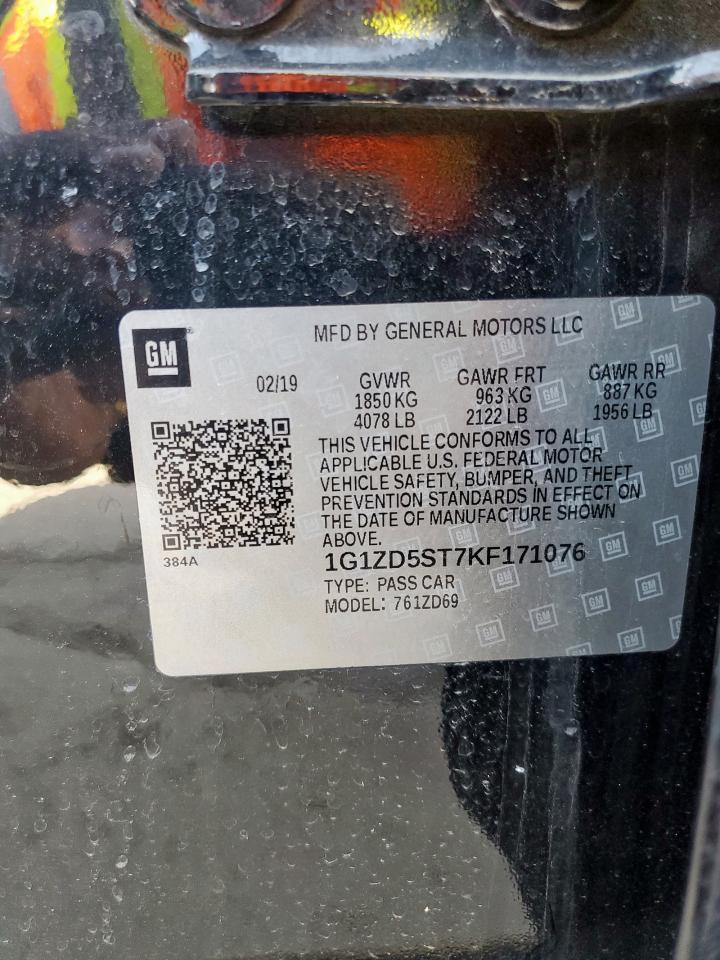 GM
MFD BY GENERAL MOTORS LLC
02/19 GVWR GAWR FRT GAWR RR
1850 KG 963 KG 887 KG
4078 LB 2122 LB 1956 LB
THIS VEHICLE CONFORMS TO ALL
APPLICABLE U.S. FEDERAL MOTOR
VEHICLE SAFETY, BUMPER, AND THEFT
PREVENTION STANDARDS IN EFFECT ON
THE DATE OF MANUFACTURE SHOWN
ABOVE.
384A
1G1ZD5ST7KF171076
TYPE: PASS CAR
MODEL: 761ZD69